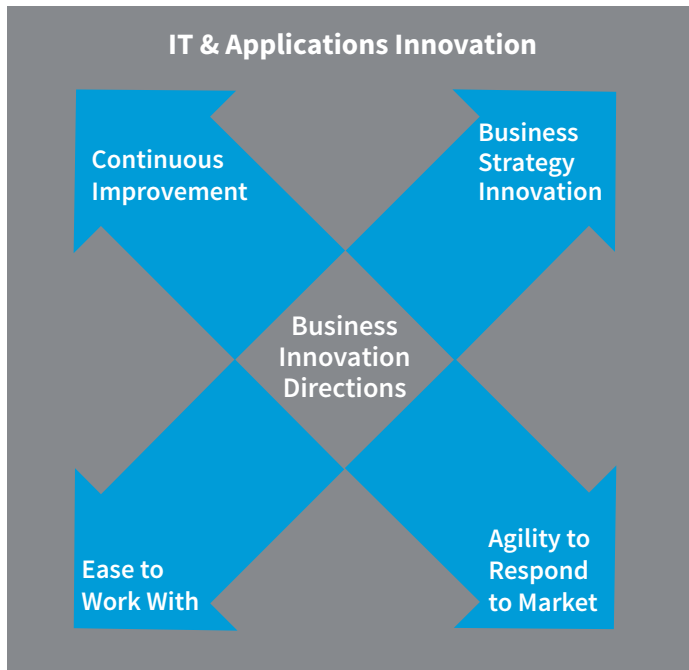 IT & Applications Innovation
Continuous
Improvement
Business
Strategy
Innovation
Business
Innovation
Directions
Ease to
Work With
Agility to
Respond
to Market